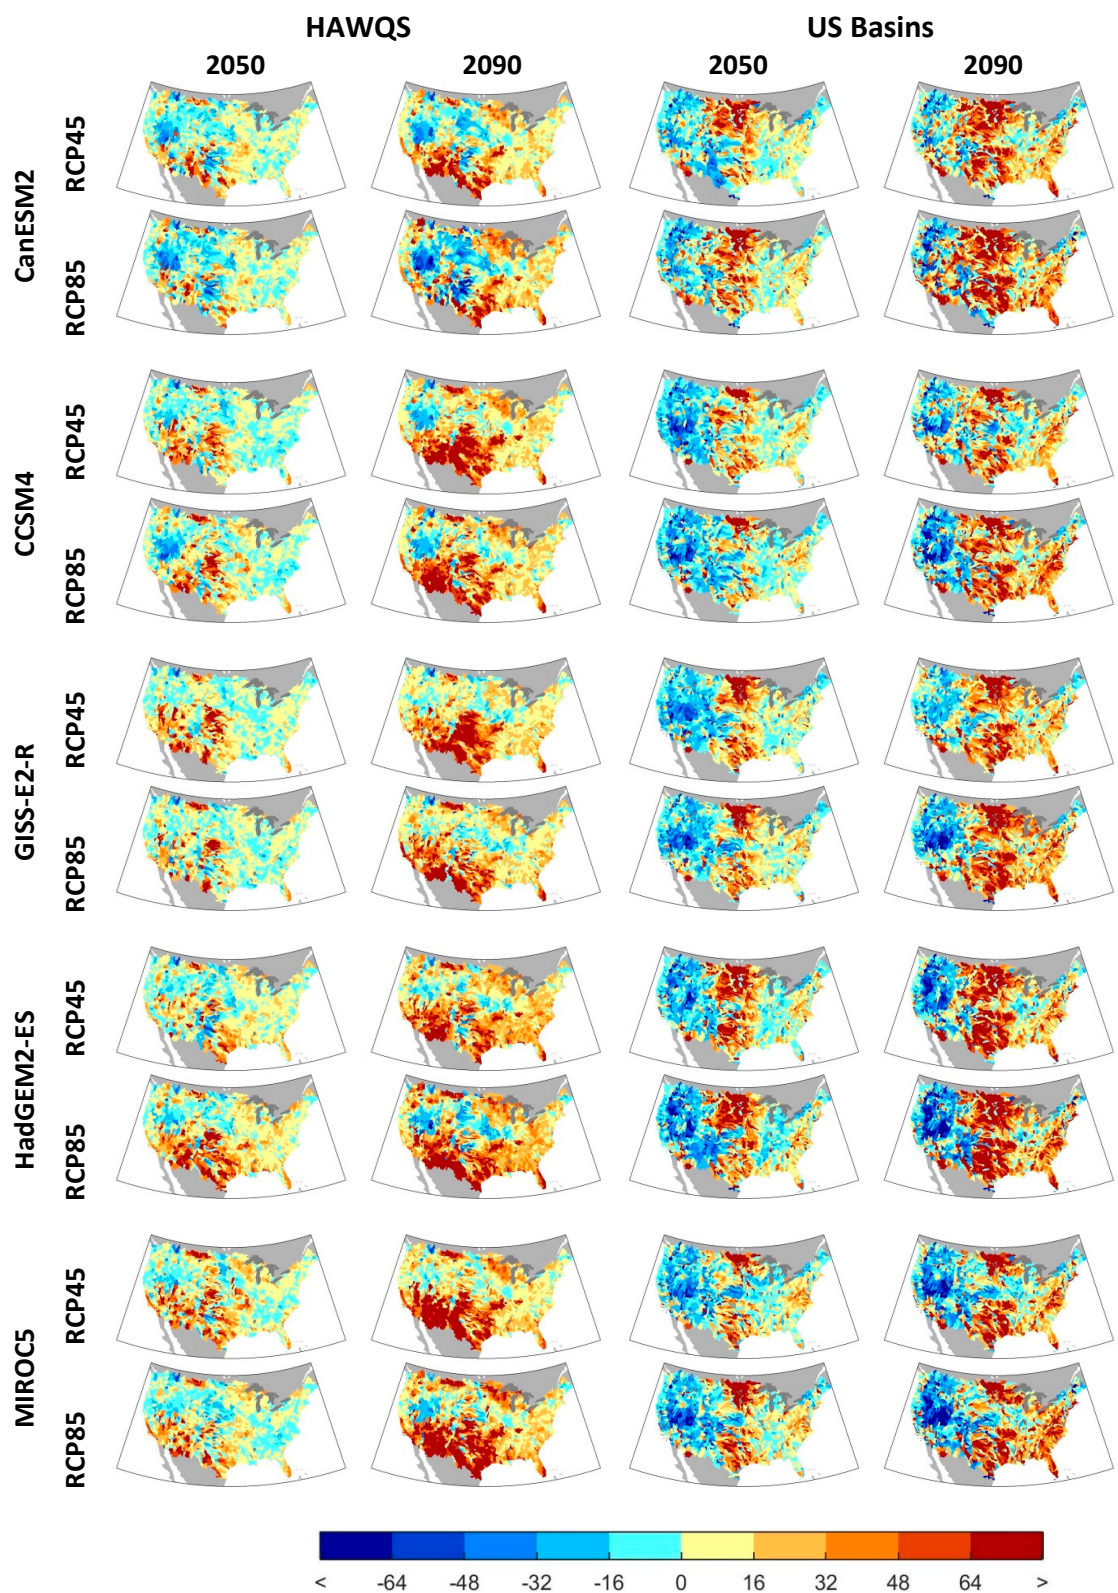 HAWQS US Basins
2050 2090 2050 2090
CanESM2
RCP45
RCP85
CCSM4
RCP45
RCP85
GISS-E2-R
RCP45
RCP85
HadGEM2-ES
RCP45
RCP85
MIROC5
RCP45
RCP85
< -64 -48 -32 -16 0 16 32 48 64 >